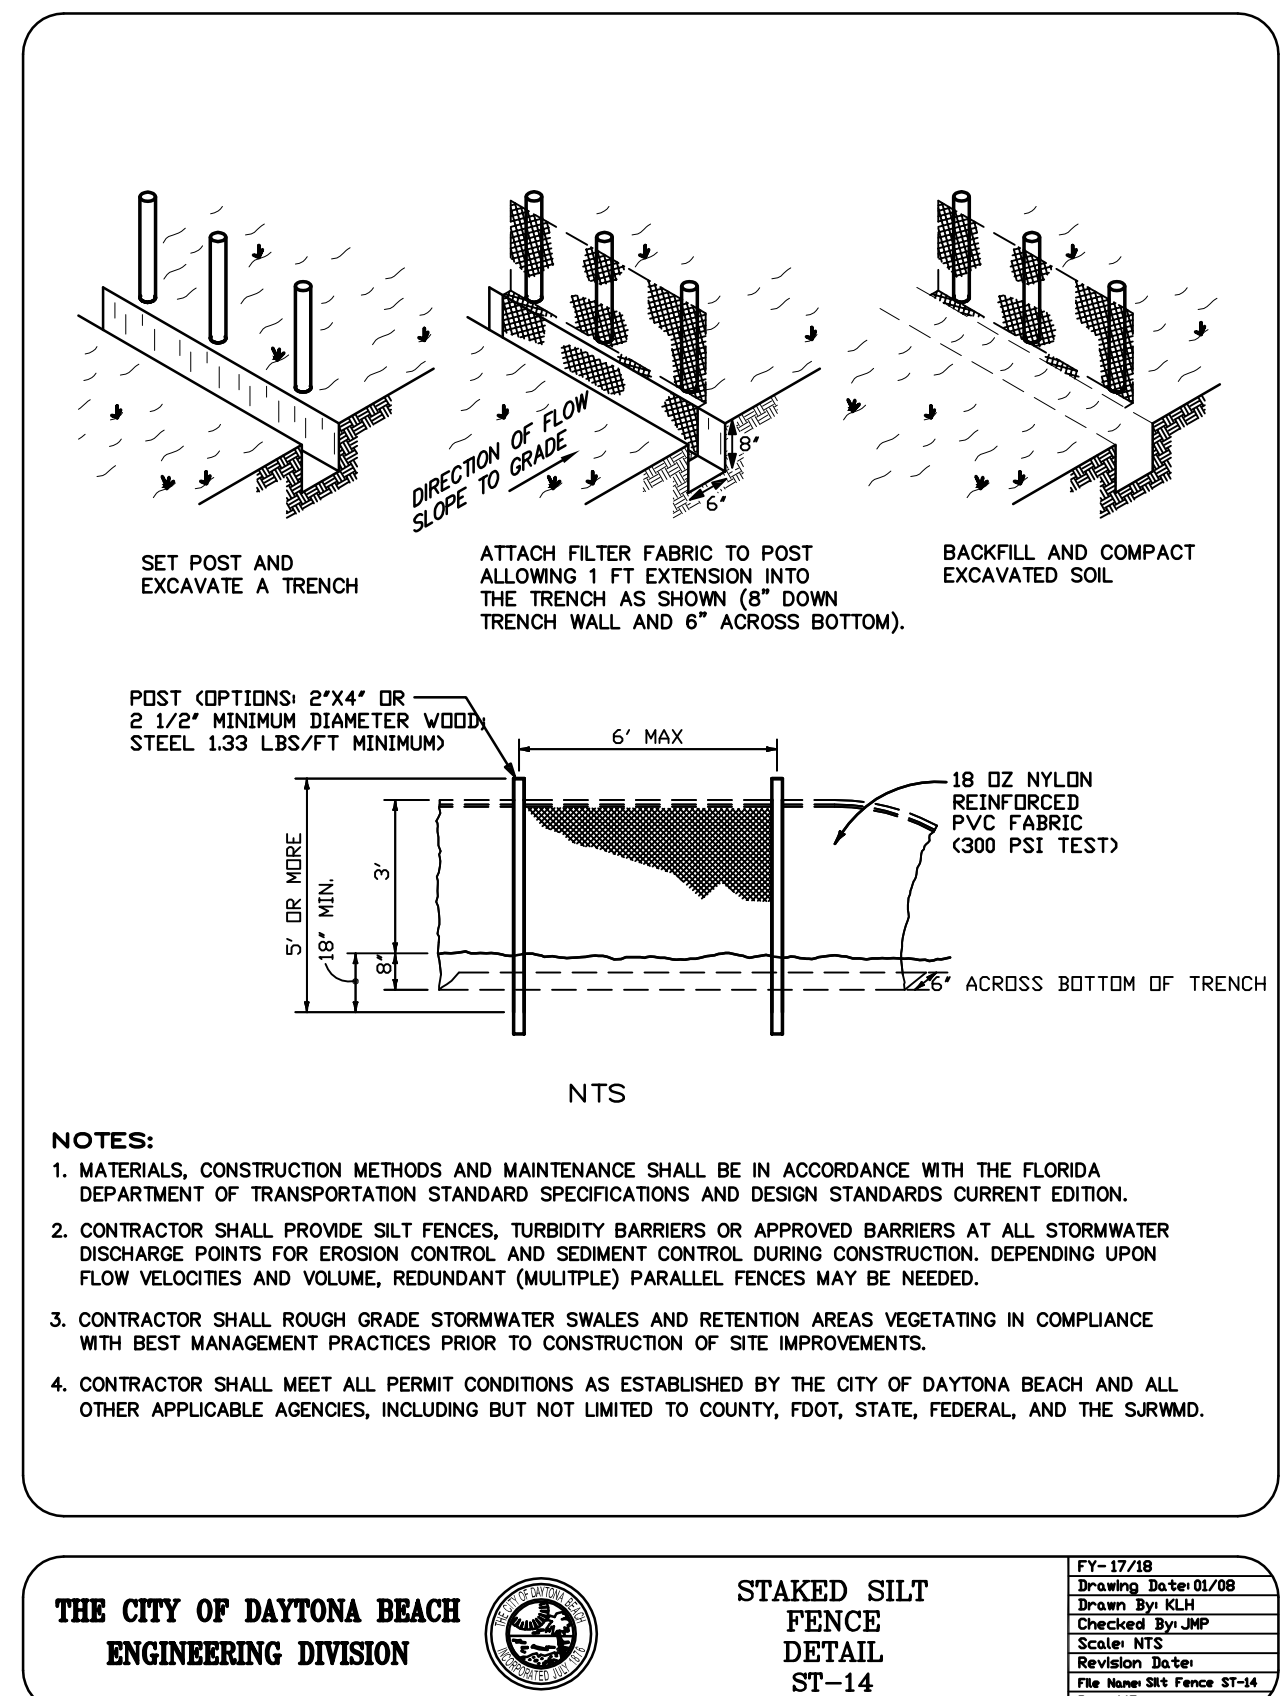 DIRECTION OF FLOW
SLOPE TO GRADE
8"
6"
SET POST AND
EXCAVATE A TRENCH
ATTACH FILTER FABRIC TO POST
ALLOWING 1 FT EXTENSION INTO
THE TRENCH AS SHOWN (8" DOWN
TRENCH WALL AND 6" ACROSS BOTTOM).
BACKFILL AND COMPACT
EXCAVATED SOIL
POST (OPTIONS: 2"X4" OR
2 1/2" MINIMUM DIAMETER WOOD;
STEEL 1.33 LBS/FT MINIMUM)
6' MAX
18 OZ NYLON
REINFORCED
PVC FABRIC
(300 PSI TEST)
5' OR MORE
18" MIN.
3'
8"
6" ACROSS BOTTOM OF TRENCH
NTS
NOTES:
1. MATERIALS, CONSTRUCTION METHODS AND MAINTENANCE SHALL BE IN ACCORDANCE WITH THE FLORIDA
DEPARTMENT OF TRANSPORTATION STANDARD SPECIFICATIONS AND DESIGN STANDARDS CURRENT EDITION.
2. CONTRACTOR SHALL PROVIDE SILT FENCES, TURBIDITY BARRIERS OR APPROVED BARRIERS AT ALL STORMWATER
DISCHARGE POINTS FOR EROSION CONTROL AND SEDIMENT CONTROL DURING CONSTRUCTION. DEPENDING UPON
FLOW VELOCITIES AND VOLUME, REDUNDANT (MULITPLE) PARALLEL FENCES MAY BE NEEDED.
3. CONTRACTOR SHALL ROUGH GRADE STORMWATER SWALES AND RETENTION AREAS VEGETATING IN COMPLIANCE
WITH BEST MANAGEMENT PRACTICES PRIOR TO CONSTRUCTION OF SITE IMPROVEMENTS.
4. CONTRACTOR SHALL MEET ALL PERMIT CONDITIONS AS ESTABLISHED BY THE CITY OF DAYTONA BEACH AND ALL
OTHER APPLICABLE AGENCIES, INCLUDING BUT NOT LIMITED TO COUNTY, FDOT, STATE, FEDERAL, AND THE SJRWMD.
THE CITY OF DAYTONA BEACH
ENGINEERING DIVISION
THE CITY OF DAYTONA BEACH
INCORPORATED JULY 1876
STAKED SILT
FENCE
DETAIL
ST-14
FY-17/18
Drawing Date: 01/08
Drawn By: KLH
Checked By: JMP
Scale: NTS
Revision Date:
File Name: Silt Fence ST-14